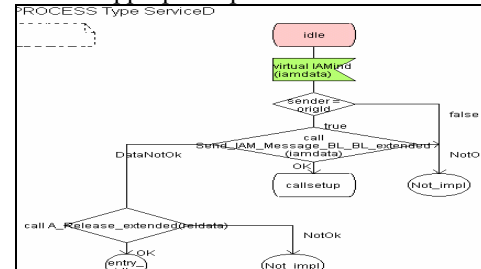 PROCESS Type ServiceD
idle
virtual IAMind
(iamdata)
sender =
origId
false
true
call
Send_IAM_Message_BL_BL_extended
(iamdata)
DataNotOk
NotO
OK
callsetup
(Not_impl)
call A_Release_extended(reldata)
NotOk
OK
(entry_
(Not_impl)